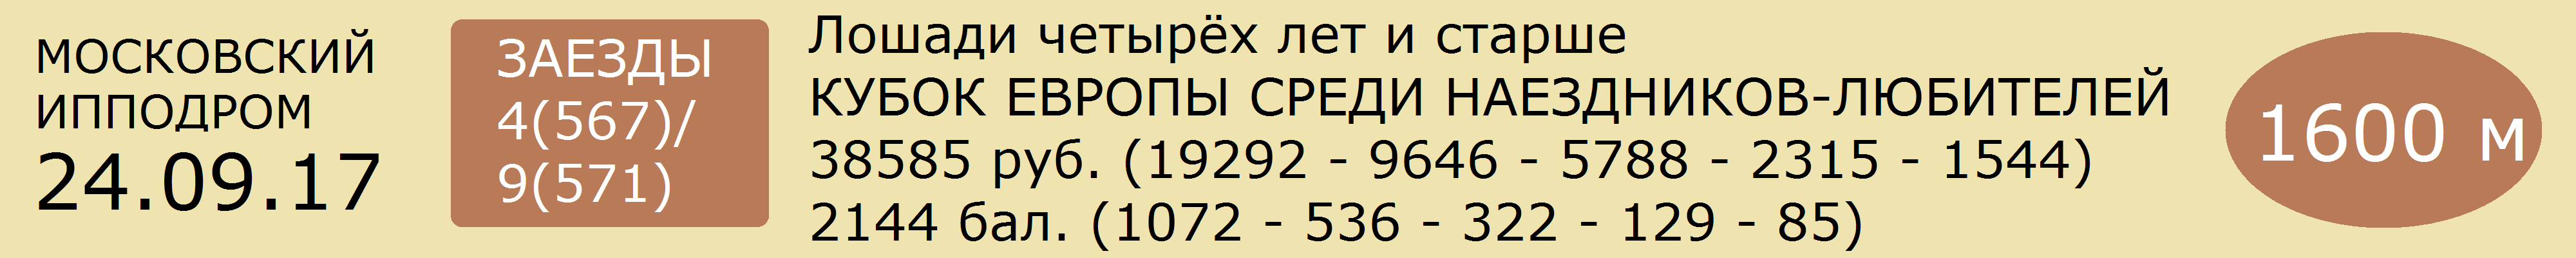 МОСКОВСКИЙ
ИППОДРОМ
24.09.17
ЗАЕЗДЫ
4(567)/
9(571)
Лошади четырёх лет и старше
КУБОК ЕВРОПЫ СРЕДИ НАЕЗДНИКОВ-ЛЮБИТЕЛЕЙ
38585 руб. (19292 - 9646 - 5788 - 2315 - 1544)
2144 бал. (1072 - 536 - 322 - 129 - 85)
1600 м